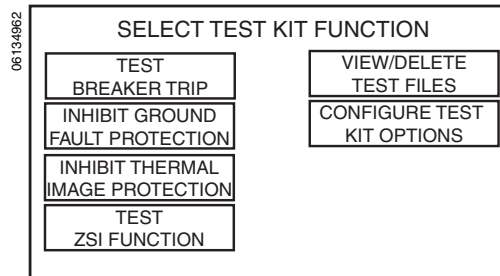 06134962
SELECT TEST KIT FUNCTION
TEST
BREAKER TRIP
INHIBIT GROUND
FAULT PROTECTION
INHIBIT THERMAL
IMAGE PROTECTION
TEST
ZSI FUNCTION
VIEW/DELETE
TEST FILES
CONFIGURE TEST
KIT OPTIONS